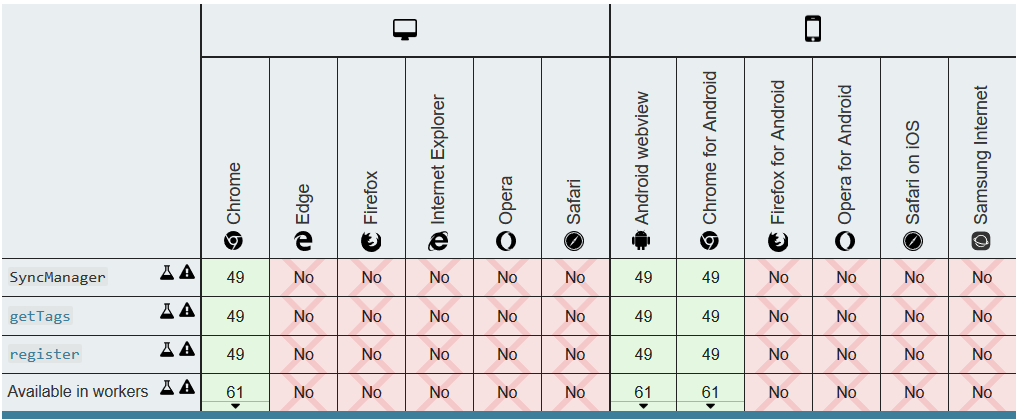 Chrome
Edge
Firefox
Internet Explorer
Opera
Safari
Android webview
Chrome for Android
Firefox for Android
Opera for Android
Safari on iOS
Samsung Internet
SyncManager 49 No No No No No 49 49 No No No No
getTags 49 No No No No No 49 49 No No No No
register 49 No No No No No 49 49 No No No No
Available in workers 61 No No No No No 61 61 No No No No